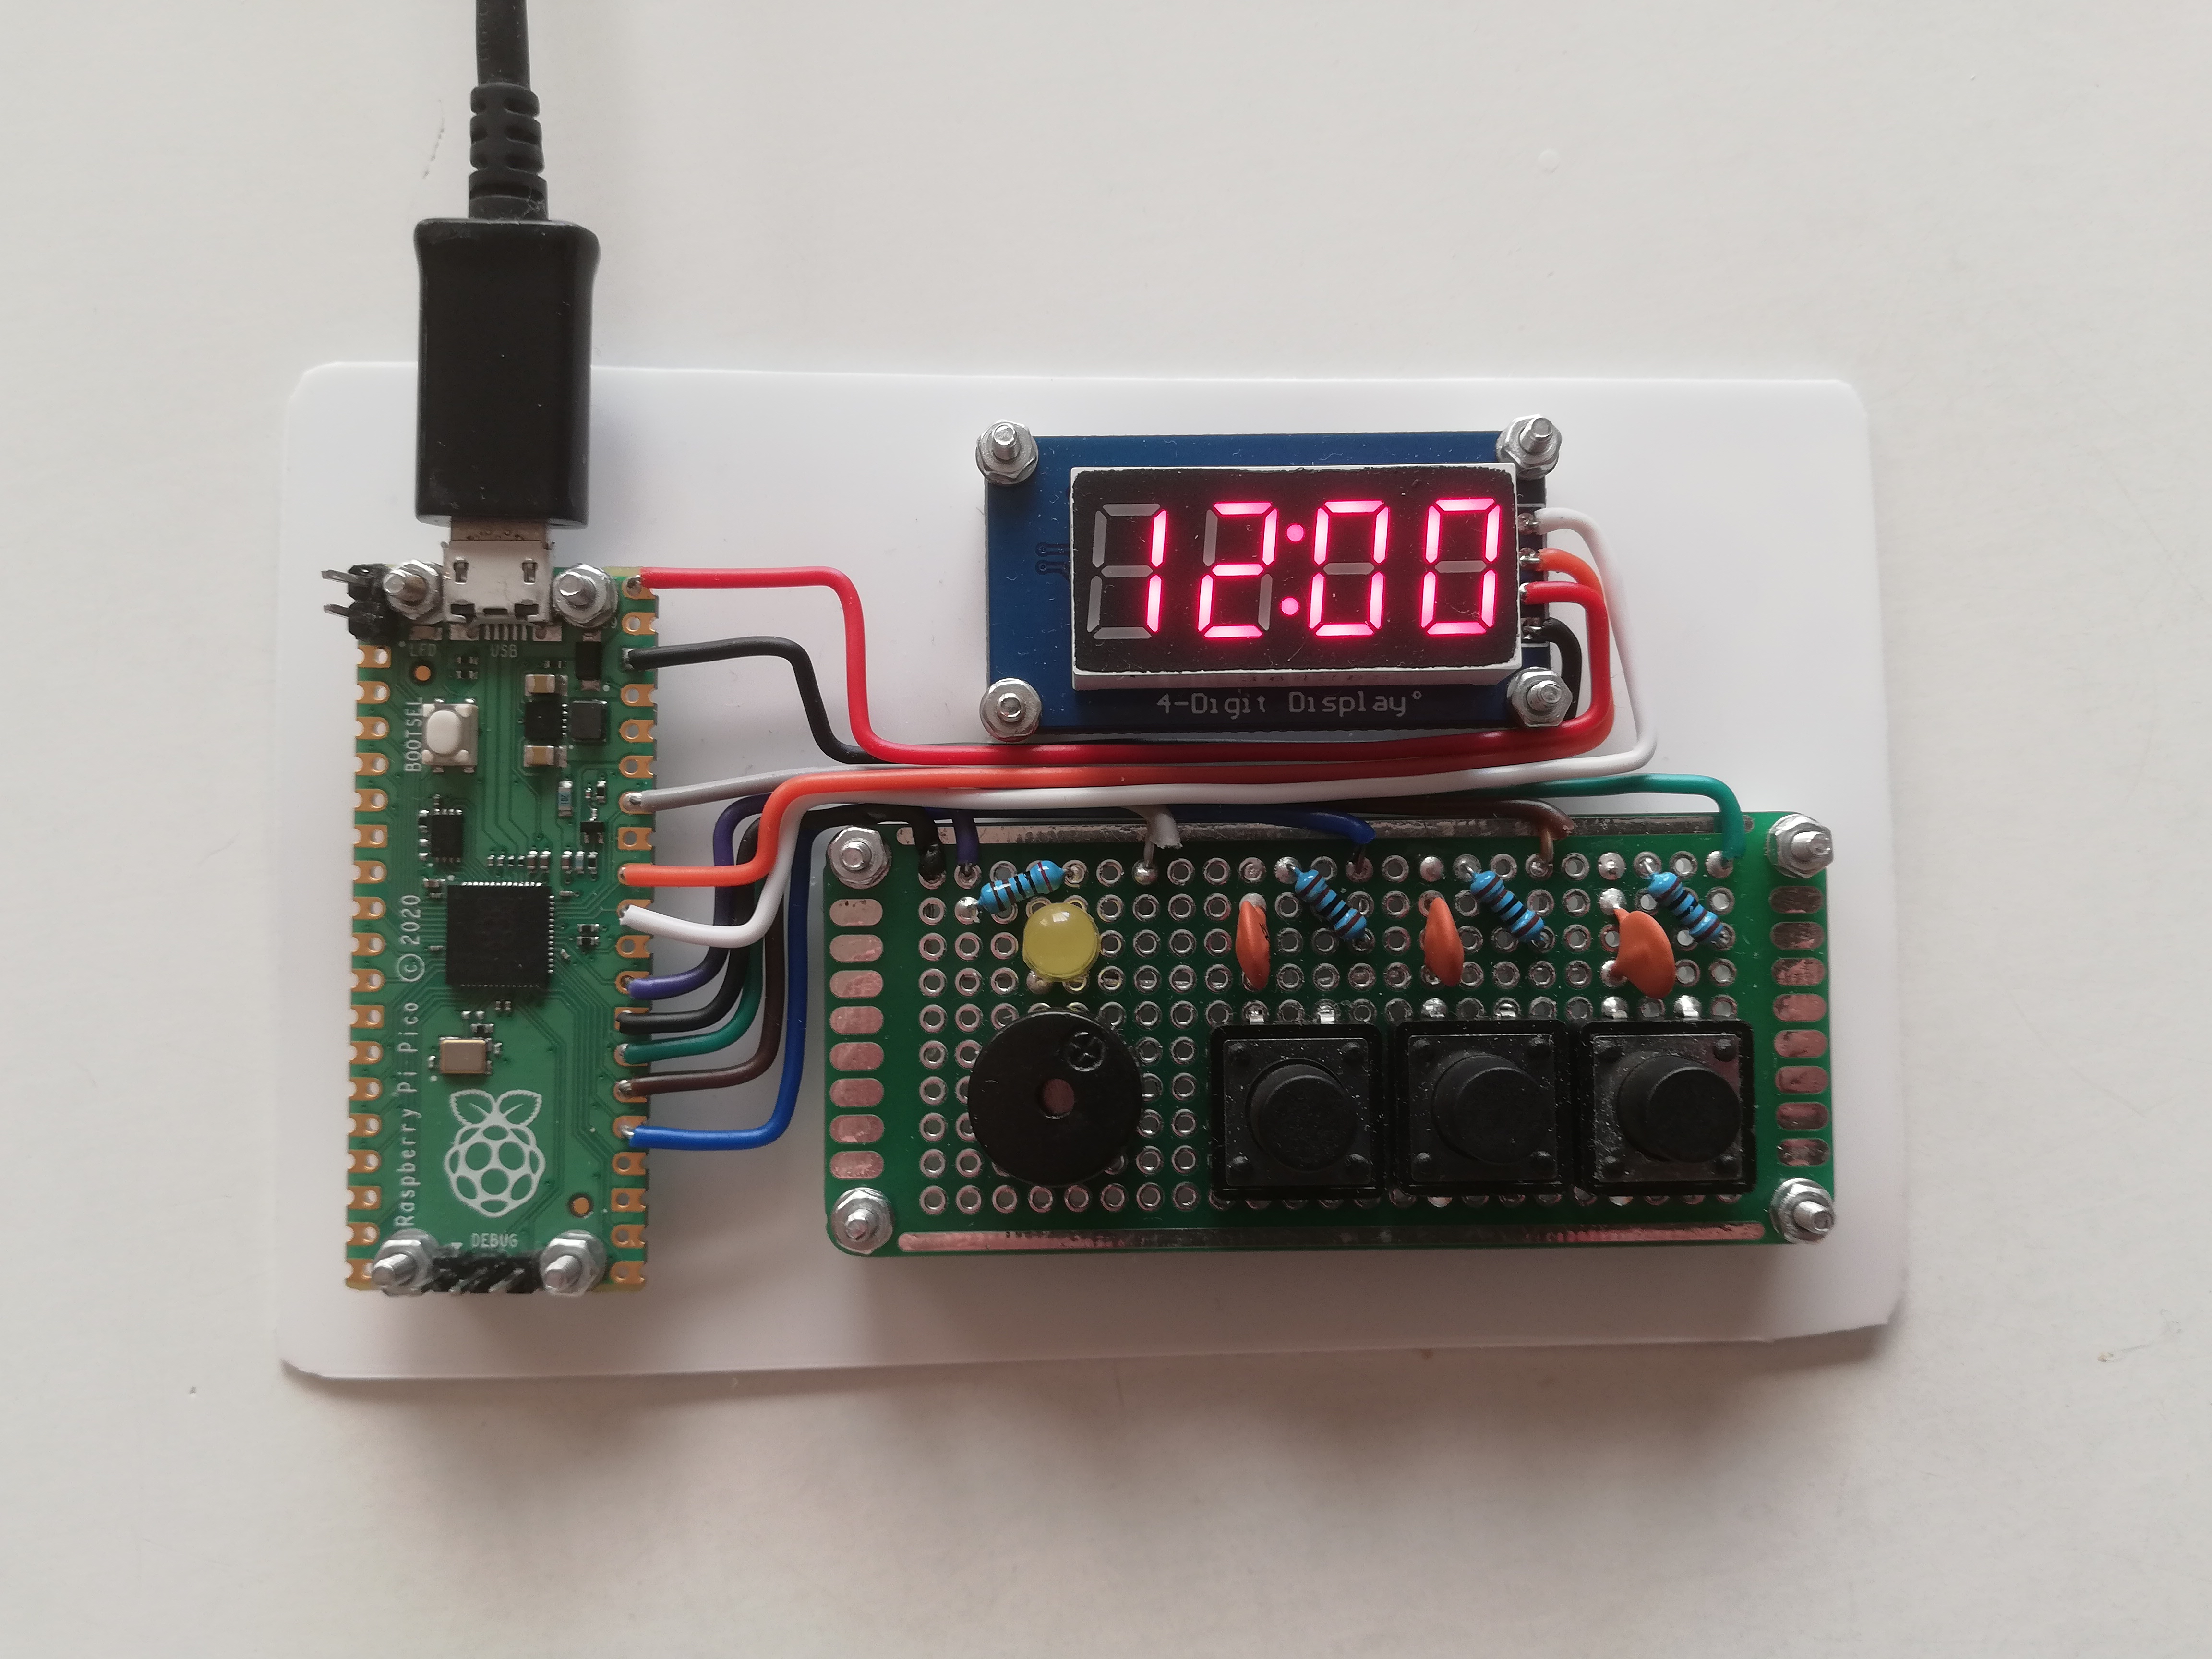 12:00
4-Digit Display
LED
USB
BOOTSEL
Raspberry Pi Pico © 2020
DEBUG